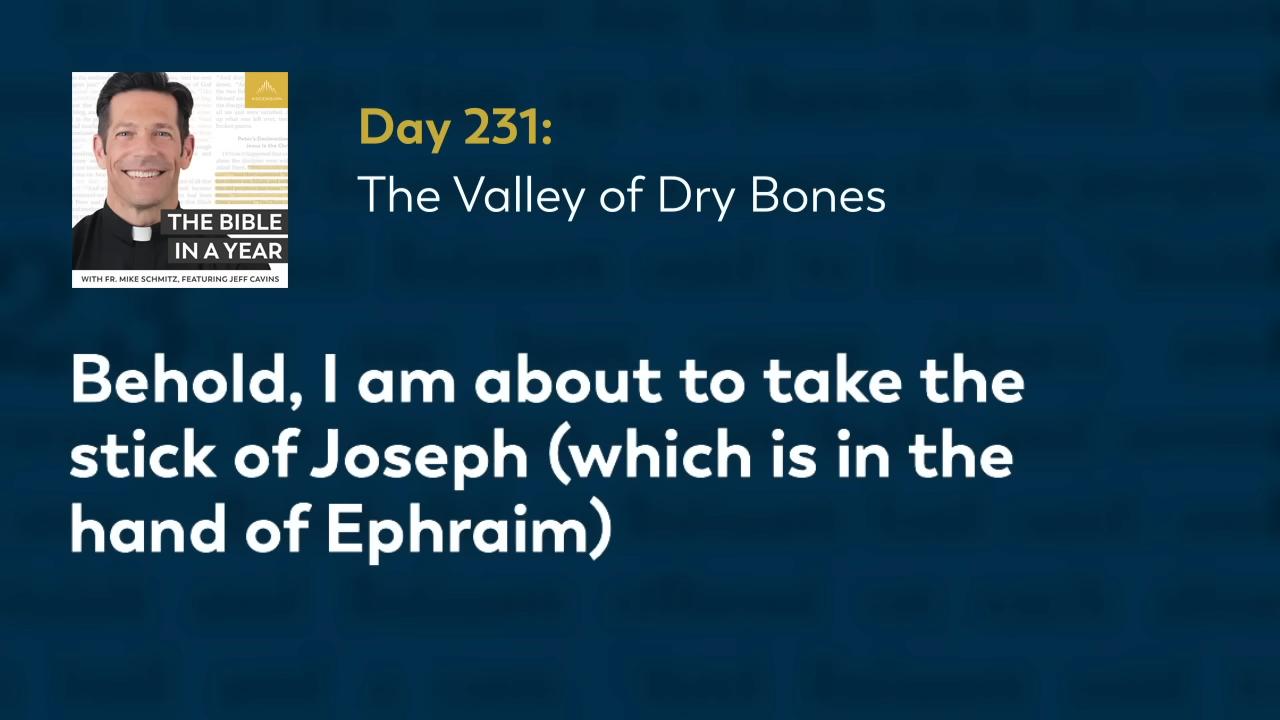 ASCENSION
THE BIBLE
IN A YEAR
WITH FR. MIKE SCHMITZ, FEATURING JEFF CAVINS
Day 231:
The Valley of Dry Bones
Behold, I am about to take the
stick of Joseph (which is in the
hand of Ephraim)